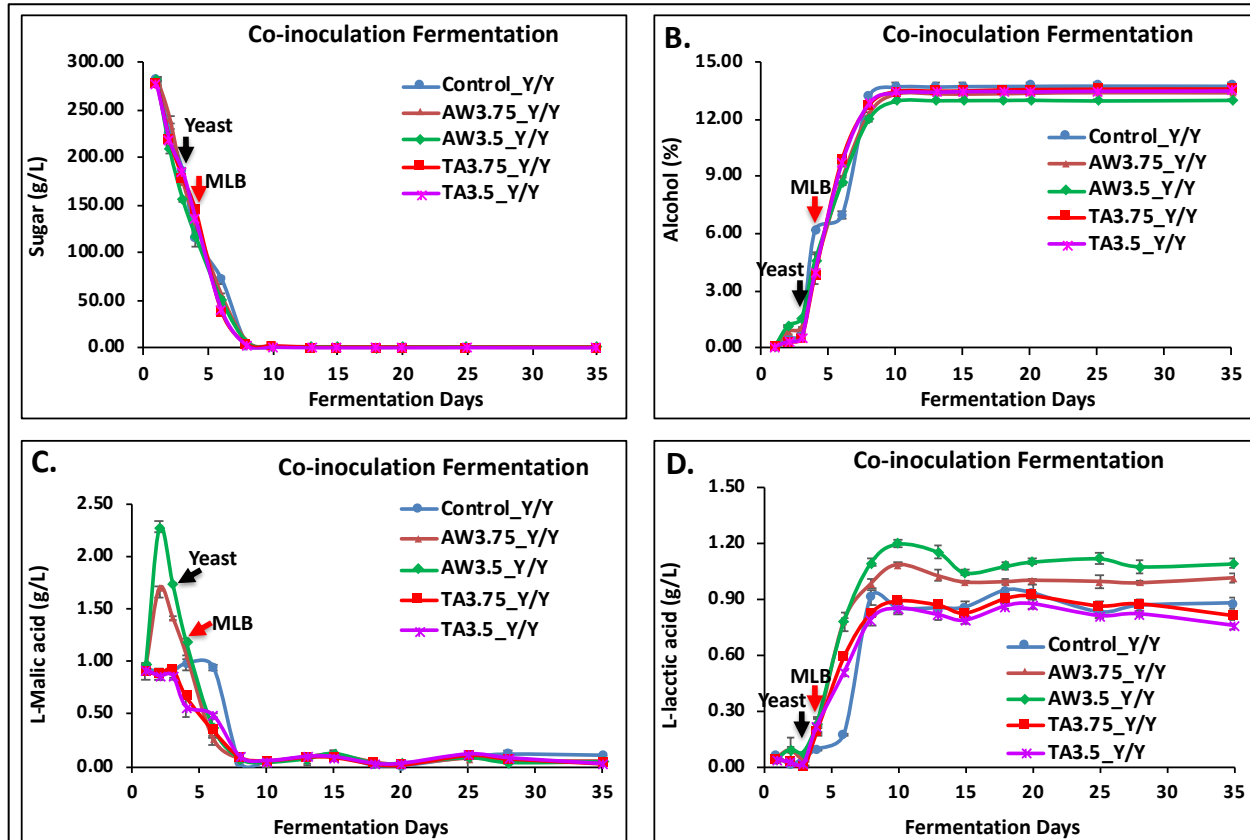 Co-inoculation Fermentation
300.00
250.00
200.00
150.00
100.00
50.00
0.00
Sugar (g/L)
Control_Y/Y
AW3.75_Y/Y
AW3.5_Y/Y
TA3.75_Y/Y
TA3.5_Y/Y
Yeast
MLB
0 5 10 15 20 25 30 35
Fermentation Days
B.
Co-inoculation Fermentation
15.00
12.00
9.00
6.00
3.00
0.00
Alcohol (%)
Control_Y/Y
AW3.75_Y/Y
AW3.5_Y/Y
TA3.75_Y/Y
TA3.5_Y/Y
MLB
Yeast
0 5 10 15 20 25 30 35
Fermentation Days
C.
Co-inoculation Fermentation
2.50
2.00
1.50
1.00
0.50
0.00
L-Malic acid (g/L)
Control_Y/Y
AW3.75_Y/Y
AW3.5_Y/Y
TA3.75_Y/Y
TA3.5_Y/Y
Yeast
MLB
0 5 10 15 20 25 30 35
Fermentation Days
D.
Co-inoculation Fermentation
1.50
1.20
0.90
0.60
0.30
0.00
L-lacctic acid (g/L)
MLB
Yeast
Control_Y/Y
AW3.75_Y/Y
AW3.5_Y/Y
TA3.75_Y/Y
TA3.5_Y/Y
0 5 10 15 20 25 30 35
Fermentation Days